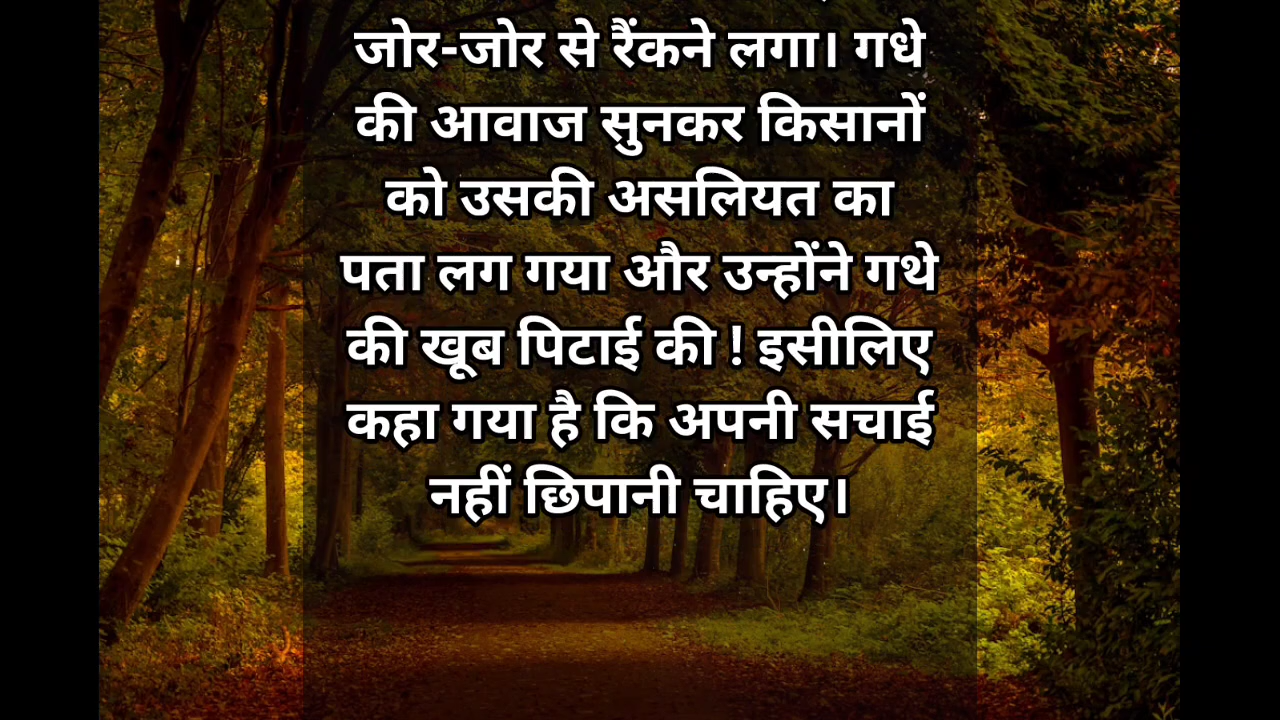 जोर-जोर से रैंकने लगा। गधे
की आवाज सुनकर किसानों
को उसकी असलियत का
पता लग गया और उन्होंने गथे
की खूब पिटाई की ! इसीलिए
कहा गया है कि अपनी सचाई
नहीं छिपानी चाहिए।